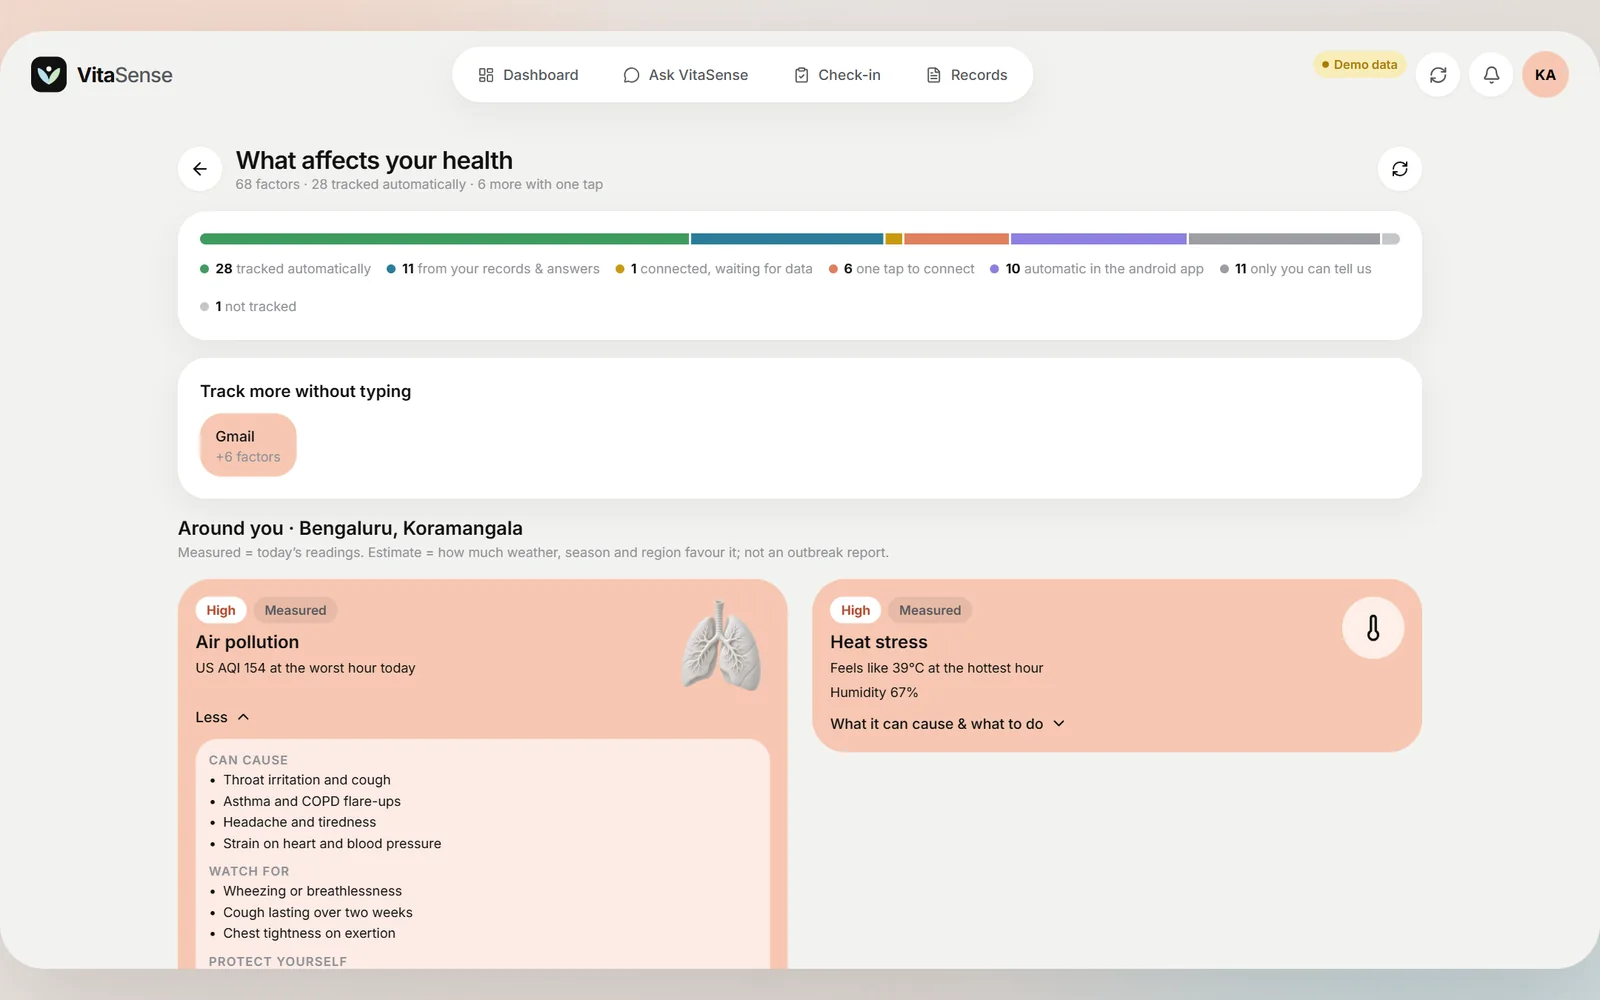 VitaSense
Dashboard
Ask VitaSense
Check-in
Records
Demo data
KA
What affects your health
68 factors · 28 tracked automatically · 6 more with one tap
28 tracked automatically
11 from your records & answers
1 connected, waiting for data
6 one tap to connect
10 automatic in the android app
11 only you can tell us
1 not tracked
Track more without typing
Gmail
+6 factors
Around you · Bengaluru, Koramangala
Measured = today's readings. Estimate = how much weather, season and region favour it; not an outbreak report.
High
Measured
Air pollution
US AQI 154 at the worst hour today
Less
CAN CAUSE
• Throat irritation and cough
• Asthma and COPD flare-ups
• Headache and tiredness
• Strain on heart and blood pressure
WATCH FOR
• Wheezing or breathlessness
• Cough lasting over two weeks
• Chest tightness on exertion
PROTECT YOURSELF
High
Measured
Heat stress
Feels like 39°C at the hottest hour
Humidity 67%
What it can cause & what to do